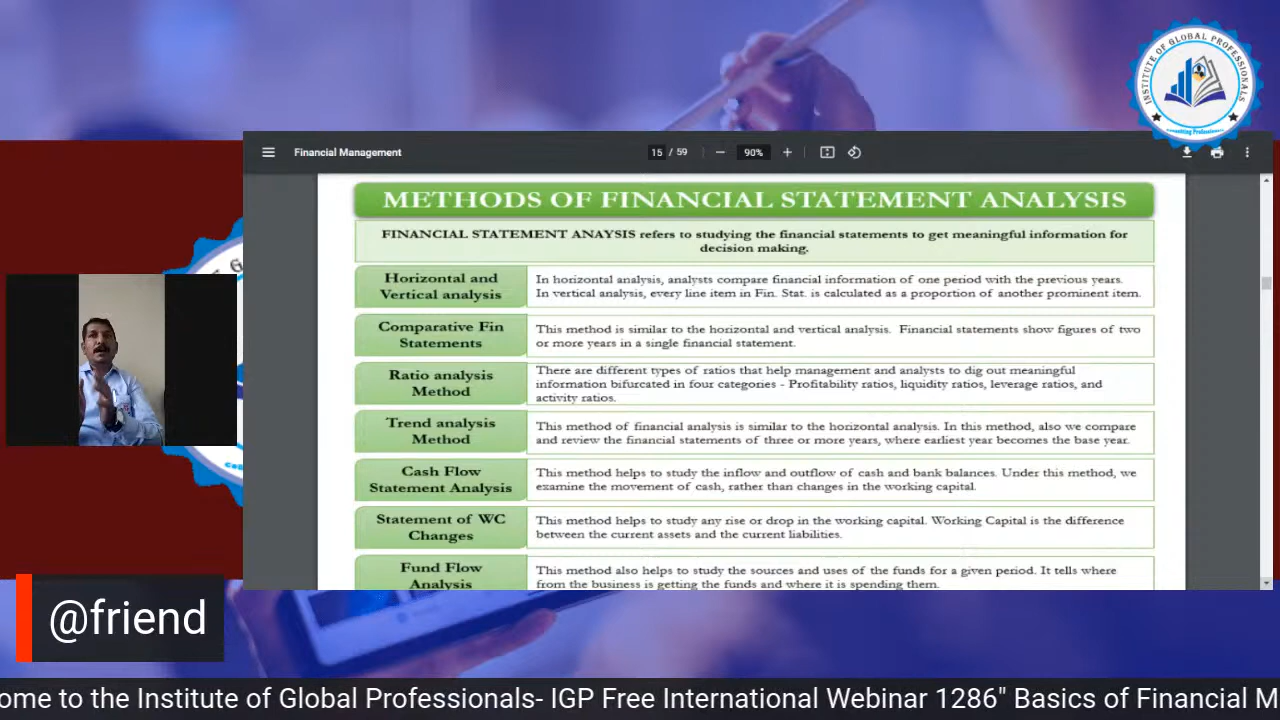 INSTITUTE OF GLOBAL PROFESSIONALS
Connecting Professionals
Financial Management
15 / 59
90%
METHODS OF FINANCIAL STATEMENT ANALYSIS
FINANCIAL STATEMENT ANAYSIS refers to studying the financial statements to get meaningful information for
decision making.
Horizontal and
Vertical analysis
In horizontal analysis, analysts compare financial information of one period with the previous years.
In vertical analysis, every line item in Fin. Stat. is calculated as a proportion of another prominent item.
Comparative Fin
Statements
This method is similar to the horizontal and vertical analysis. Financial statements show figures of two
or more years in a single financial statement.
Ratio analysis
Method
There are different types of ratios that help management and analysts to dig out meaningful
information bifurcated in four categories - Profitability ratios, liquidity ratios, leverage ratios, and
activity ratios.
Trend analysis
Method
This method of financial analysis is similar to the horizontal analysis. In this method, also we compare
and review the financial statements of three or more years, where earliest year becomes the base year.
Cash Flow
Statement Analysis
This method helps to study the inflow and outflow of cash and bank balances. Under this method, we
examine the movement of cash, rather than changes in the working capital.
Statement of WC
Changes
This method helps to study any rise or drop in the working capital. Working Capital is the difference
between the current assets and the current liabilities.
Fund Flow
Analysis
This method also helps to study the sources and uses of the funds for a given period. It tells where
from the business is getting the funds and where it is spending them.
@friend
ome to the Institute of Global Professionals- IGP Free International Webinar 1286" Basics of Financial M